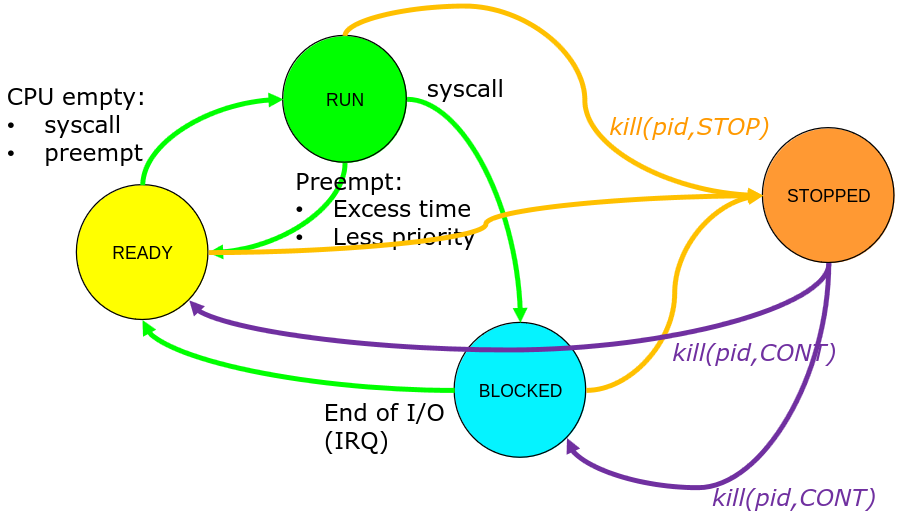 RUN
syscall
CPU empty:
• syscall
• preempt
kill(pid,STOP)
Preempt:
• Excess time
• Less priority
STOPPED
READY
kill(pid,CONT)
BLOCKED
End of I/O
(IRQ)
kill(pid,CONT)